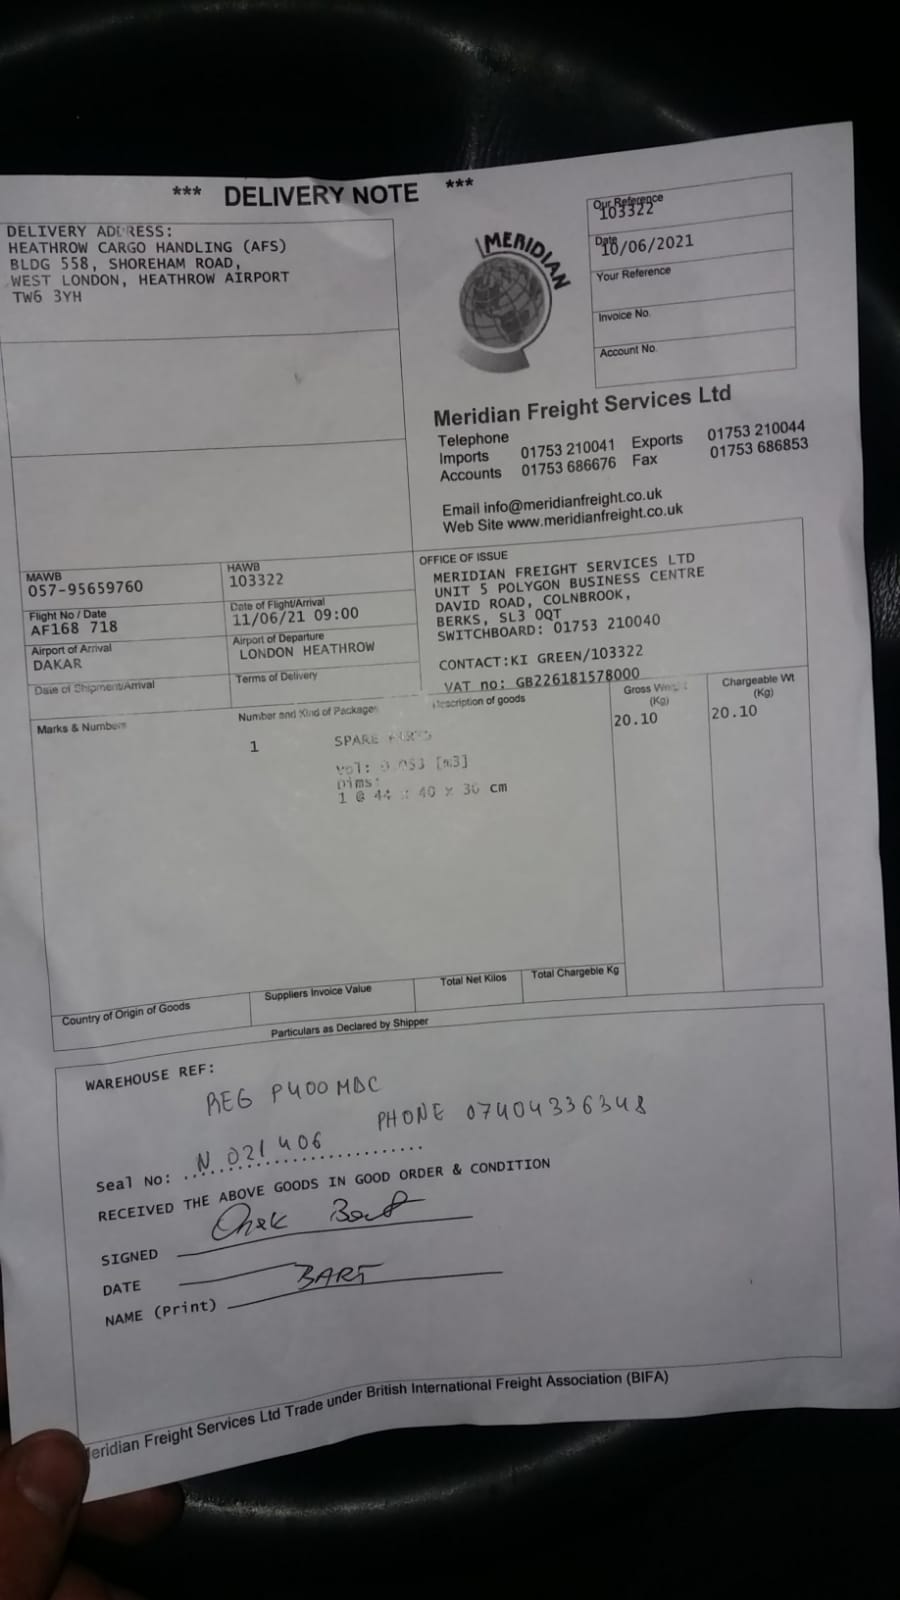 *** DELIVERY NOTE ***
DELIVERY ADDRESS:
HEATHROW CARGO HANDLING (AFS)
BLDG 558, SHOREHAM ROAD,
WEST LONDON, HEATHROW AIRPORT
TW6 3YH
MERIDIAN
Our Reference
103322
Date
10/06/2021
Your Reference
Invoice No.
Account No.
Meridian Freight Services Ltd
Telephone
Imports 01753 210041 Exports 01753 210044
Accounts 01753 686676 Fax 01753 686853
Email info@meridianfreight.co.uk
Web Site www.meridianfreight.co.uk
MAWB
057-95659760
HAWB
103322
Flight No / Date
AF168 718
Date of Flight/Arrival
11/06/21 09:00
Airport of Arrival
DAKAR
Airport of Departure
LONDON HEATHROW
Date of Shipment/Arrival
Terms of Delivery
OFFICE OF ISSUE
MERIDIAN FREIGHT SERVICES LTD
UNIT 5 POLYGON BUSINESS CENTRE
DAVID ROAD, COLNBROOK,
BERKS, SL3 0QT
SWITCHBOARD: 01753 210040
CONTACT:KI GREEN/103322
VAT no: GB226181578000
Marks & Numbers
Number and Kind of Packages
Description of goods
Gross Weight
(Kg)
Chargeable Wt
(Kg)
1 SPARE PARTS 20.10 20.10
Vol: 0.053 [m3]
Dims:
1 @ 44 x 40 x 30 cm
Country of Origin of Goods
Suppliers Invoice Value
Total Net Kilos
Total Chargeble Kg
Particulars as Declared by Shipper
WAREHOUSE REF:
REG P400MDC
PHONE 07404336348
Seal No: N 021406
RECEIVED THE ABOVE GOODS IN GOOD ORDER & CONDITION
SIGNED
DATE
NAME (Print) BART
Meridian Freight Services Ltd Trade under British International Freight Association (BIFA)